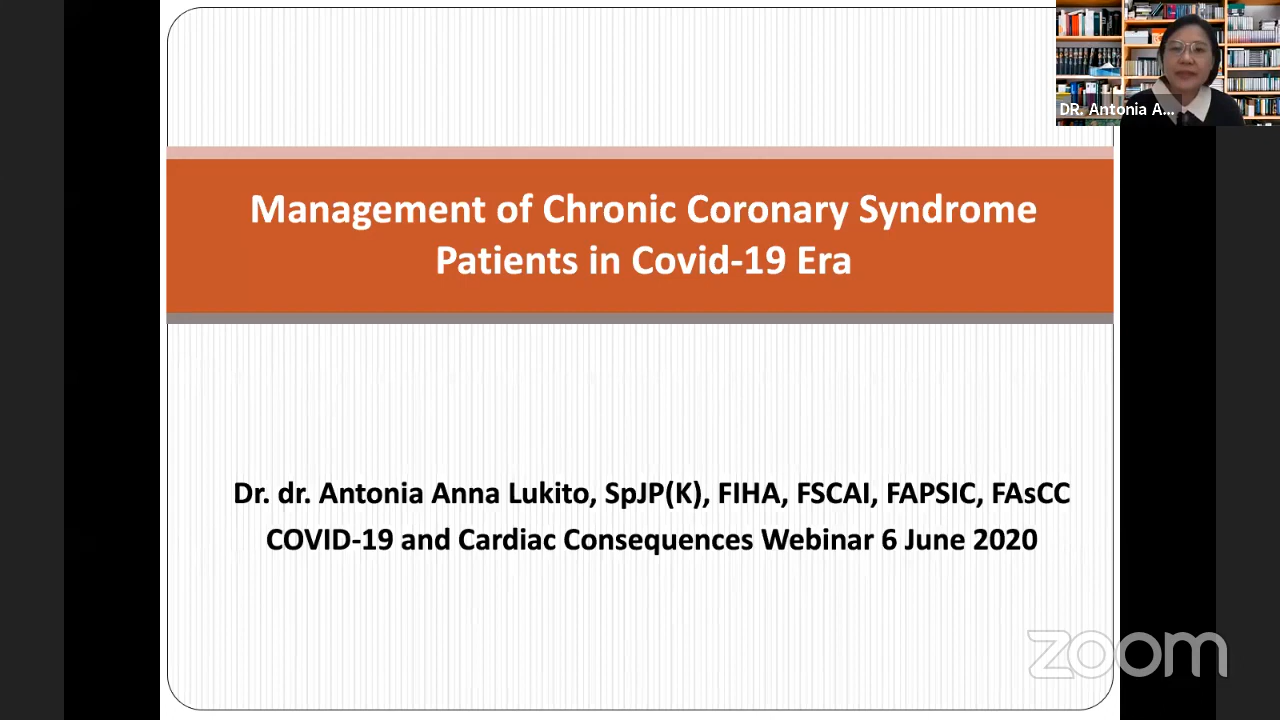 DR. Antonia A...
Management of Chronic Coronary Syndrome
Patients in Covid-19 Era
Dr. dr. Antonia Anna Lukito, SpJP(K), FIHA, FSCAI, FAPSIC, FAsCC
COVID-19 and Cardiac Consequences Webinar 6 June 2020
zoom